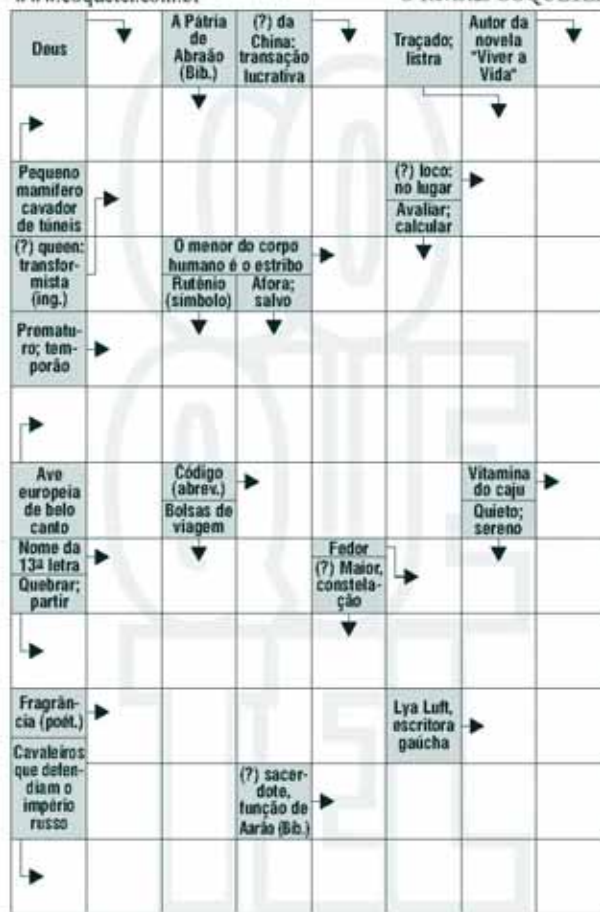 Deus
A Pátria
de
Abraão
(Bib.)
(?) da
China:
transação
lucrativa
Traçado;
listra
Autor da
novela
"Viver a
Vida"
Pequeno
mamífero
cavador
de túneis
(?) loco:
no lugar
Avaliar;
calcular
(?) queen:
transfor-
mista
(ing.)
O menor do corpo
humano é o estribo
Rutênio
(símbolo)
Afora;
salvo
Prematu-
ro; tem-
porão
Ave
europeia
de belo
canto
Código
(abrev.)
Bolsas de
viagem
Vitamina
do caju
Quieto;
sereno
Nome da
13ª letra
Quebrar;
partir
Fedor
(?) Maior,
constela-
ção
Fragrân-
cia (poét.)
Lya Luft,
escritora
gaúcha
Cavaleiros
que defen-
diam o
império
russo
(?) sacer-
dote,
função de
Aarão (Bib.)